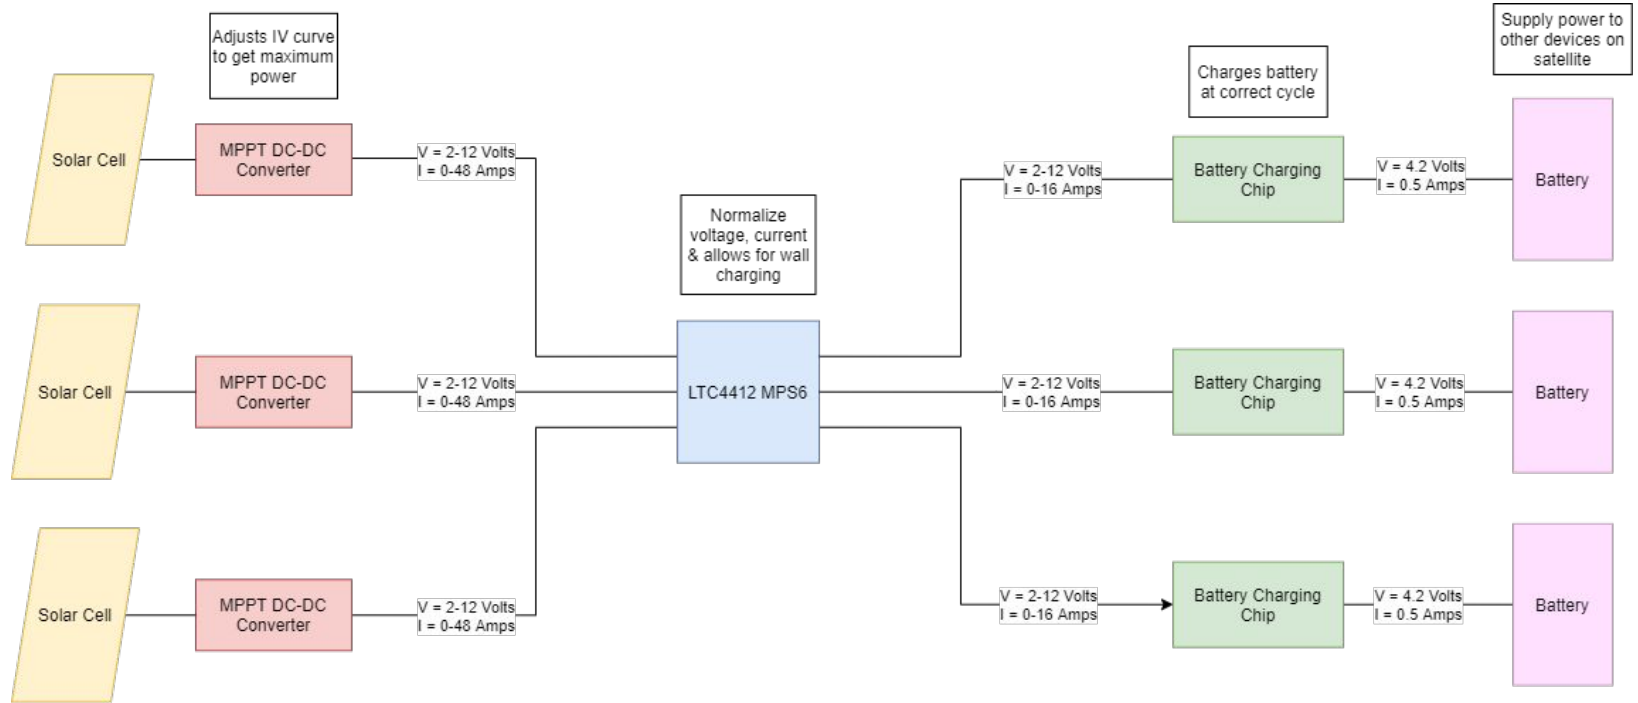 Adjusts IV curve
to get maximum
power
Supply power to
other devices on
satellite
Charges battery
at correct cycle
Normalize
voltage, current
& allows for wall
charging
Solar Cell
MPPT DC-DC
Converter
V = 2-12 Volts
I = 0-48 Amps
V = 2-12 Volts
I = 0-16 Amps
Battery Charging
Chip
V = 4.2 Volts
I = 0.5 Amps
Battery
Solar Cell
MPPT DC-DC
Converter
V = 2-12 Volts
I = 0-48 Amps
LTC4412 MPS6
V = 2-12 Volts
I = 0-16 Amps
Battery Charging
Chip
V = 4.2 Volts
I = 0.5 Amps
Battery
Solar Cell
MPPT DC-DC
Converter
V = 2-12 Volts
I = 0-48 Amps
V = 2-12 Volts
I = 0-16 Amps
Battery Charging
Chip
V = 4.2 Volts
I = 0.5 Amps
Battery